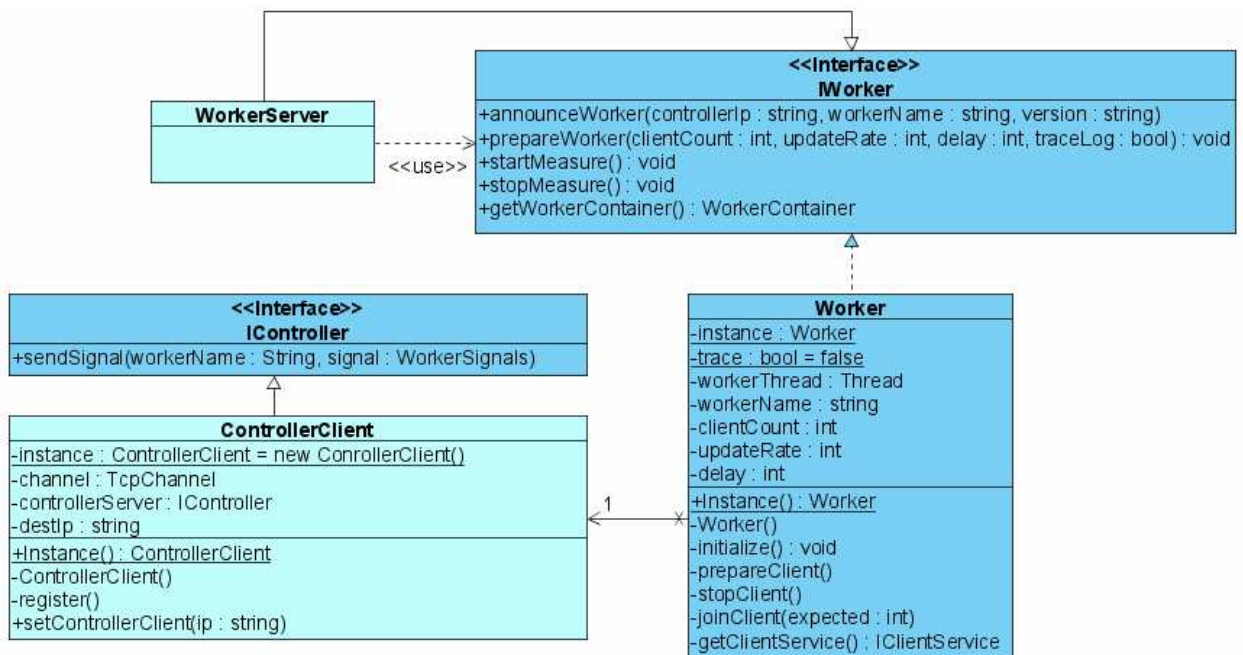 <<Interface>>
IWorker
+announceWorker(controllerIp : string, workerName : string, version : string)
+prepareWorker(clientCount : int, updateRate : int, delay : int, traceLog : bool) : void
+startMeasure() : void
+stopMeasure() : void
+getWorkerContainer() : WorkerContainer
WorkerServer
<<use>>
<<Interface>>
IController
+sendSignal(workerName : String, signal : WorkerSignals)
ControllerClient
-instance : ControllerClient = new ConrollerClient()
-channel : TcpChannel
-controllerServer : IController
-destIp : string
+Instance() : ControllerClient
-ControllerClient()
-register()
+setControllerClient(ip : string)
1
Worker
-instance : Worker
-trace : bool = false
-workerThread : Thread
-workerName : string
-clientCount : int
-updateRate : int
-delay : int
+Instance() : Worker
-Worker()
-initialize() : void
-prepareClient()
-stopClient()
-joinClient(expected : int)
-getClientService() : IClientService